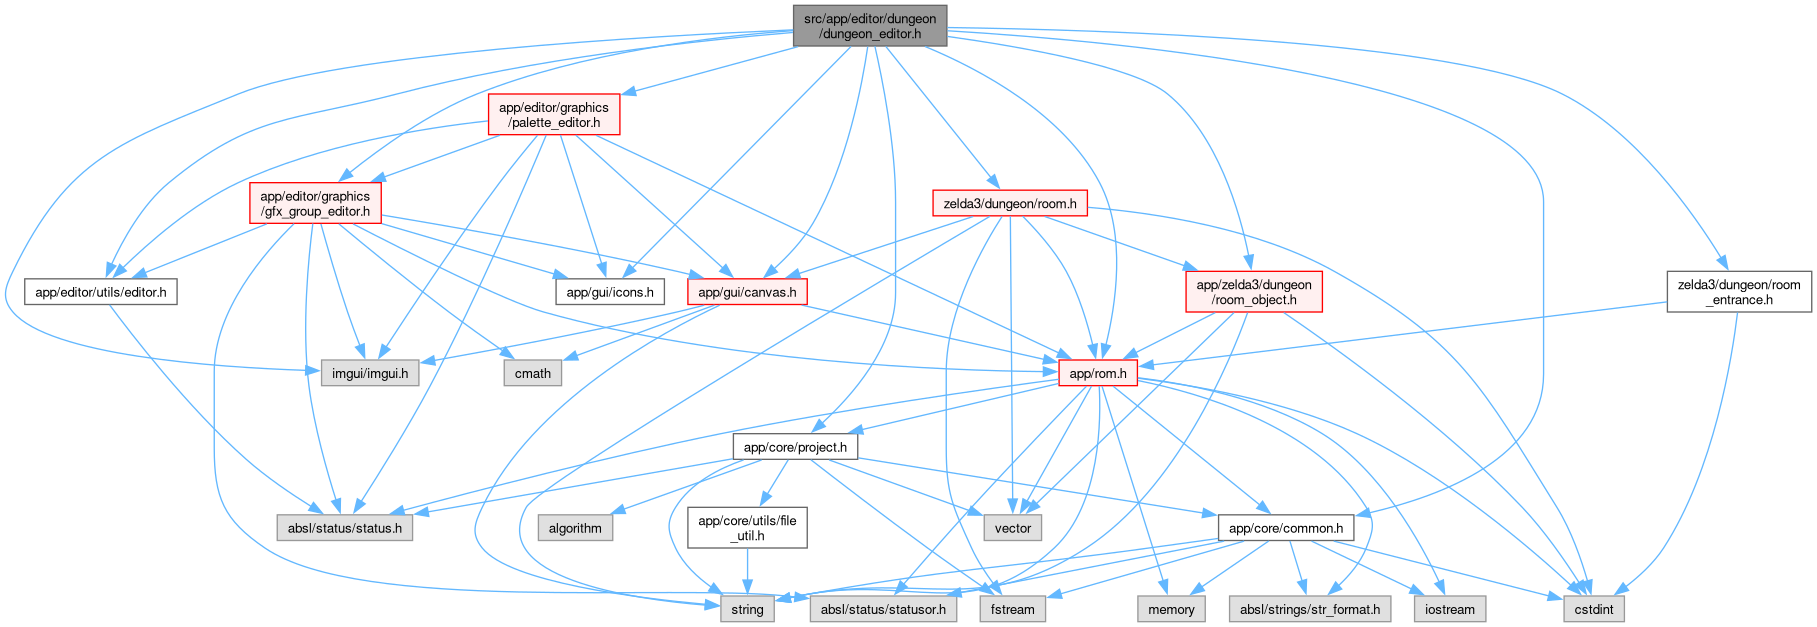 src/app/editor/dungeon
/dungeon_editor.h
app/editor/graphics
/palette_editor.h
app/editor/graphics
/gfx_group_editor.h
zelda3/dungeon/room.h
app/editor/utils/editor.h
app/gui/icons.h
app/gui/canvas.h
app/zelda3/dungeon
/room_object.h
zelda3/dungeon/room
_entrance.h
imgui/imgui.h
cmath
app/rom.h
app/core/project.h
absl/status/status.h
algorithm
app/core/utils/file
_util.h
vector
app/core/common.h
string
absl/status/statusor.h
fstream
memory
absl/strings/str_format.h
iostream
cstdint